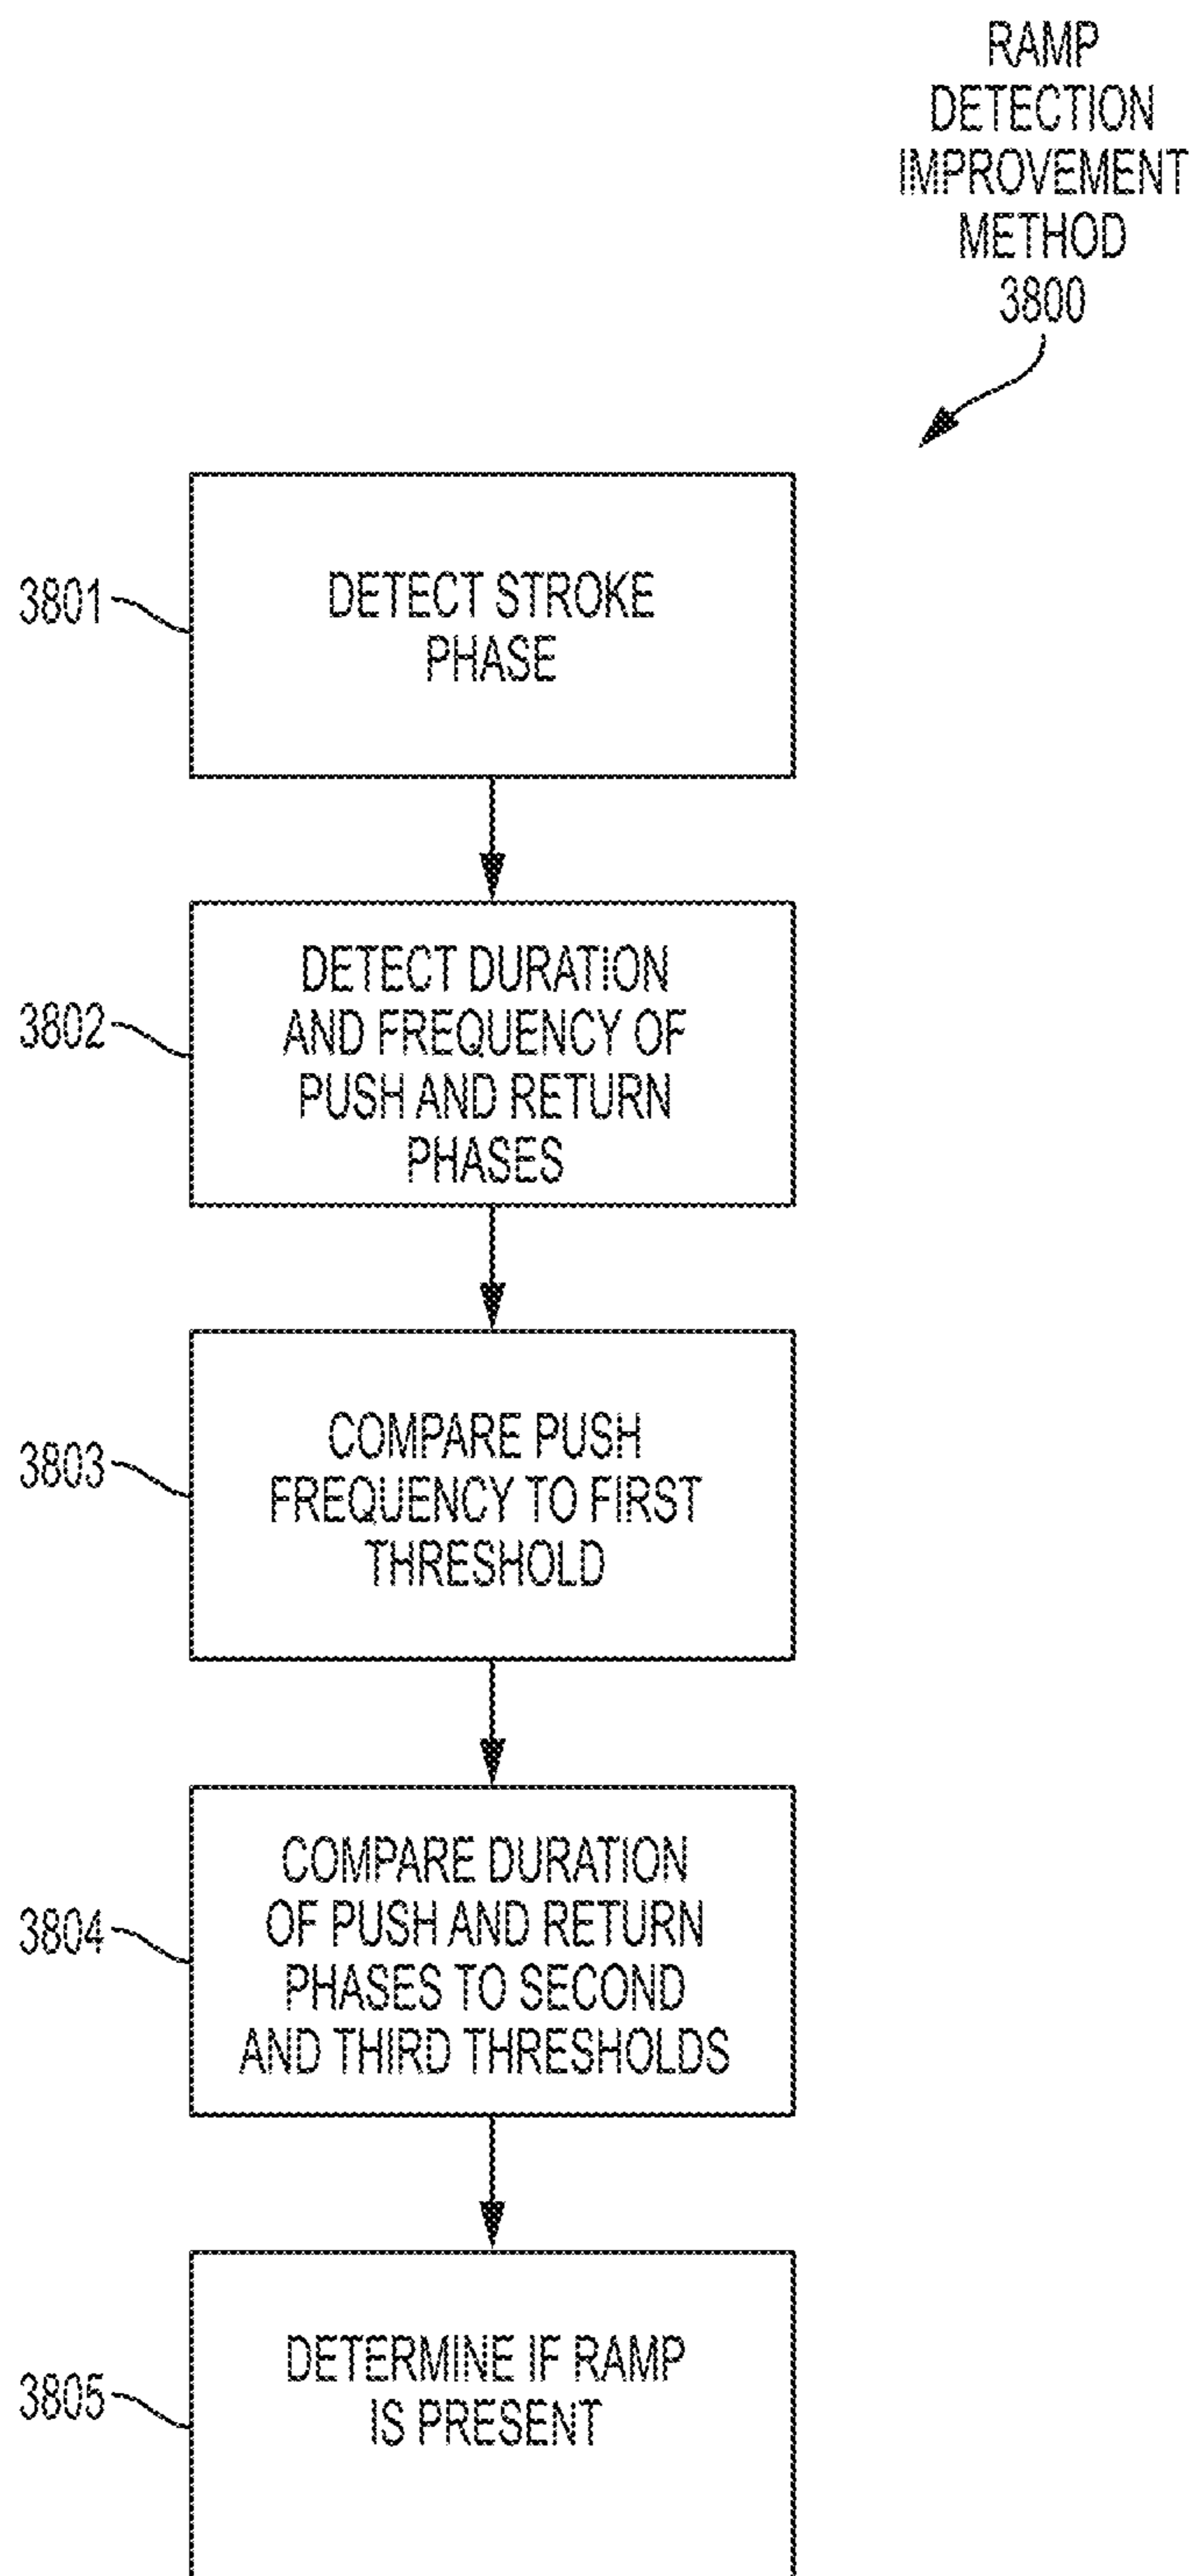 RAMP
DETECTION
IMPROVEMENT
METHOD
3800
3801
DETECT STROKE
PHASE
3802
DETECT DURATION
AND FREQUENCY OF
PUSH AND RETURN
PHASES
3803
COMPARE PUSH
FREQUENCY TO FIRST
THRESHOLD
3804
COMPARE DURATION
OF PUSH AND RETURN
PHASES TO SECOND
AND THIRD THRESHOLDS
3805
DETERMINE IF RAMP
IS PRESENT